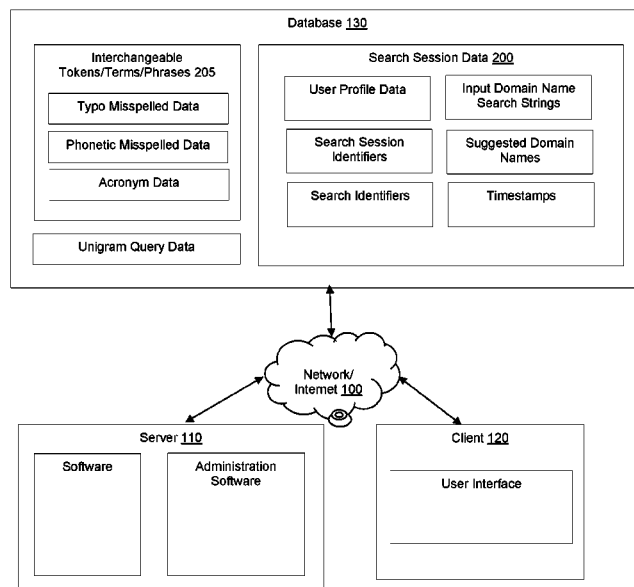 Database 130
Interchangeable
Tokens/Terms/Phrases 205
Typo Misspelled Data
Phonetic Misspelled Data
Acronym Data
Unigram Query Data
Search Session Data 200
User Profile Data
Input Domain Name
Search Strings
Search Session
Identifiers
Suggested Domain
Names
Search Identifiers
Timestamps
Network/
Internet 100
Server 110
Software
Administration
Software
Client 120
User Interface